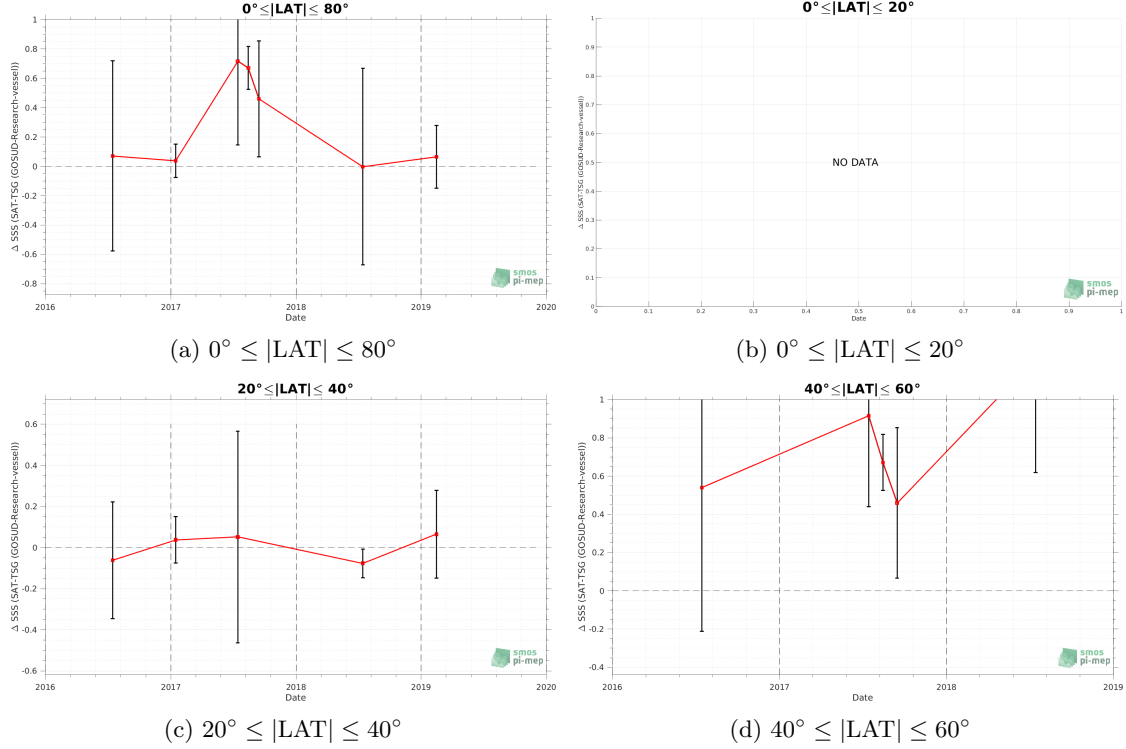 0°≤|LAT|≤ 80°
Δ SSS (SAT-TSG (GOSUD-Research-vessel))
1
0.8
0.6
0.4
0.2
0
-0.2
-0.4
-0.6
-0.8
2016 2017 2018 2019 2020
Date
smos
pi-mep
(a) 0° ≤ |LAT| ≤ 80°
0°≤|LAT|≤ 20°
Δ SSS (SAT-TSG (GOSUD-Research-vessel))
1
0.9
0.8
0.7
0.6
0.5
0.4
0.3
0.2
0.1
0
NO DATA
0 0.1 0.2 0.3 0.4 0.5 0.6 0.7 0.8 0.9 1
Date
smos
pi-mep
(b) 0° ≤ |LAT| ≤ 20°
20°≤|LAT|≤ 40°
Δ SSS (SAT-TSG (GOSUD-Research-vessel))
0.6
0.4
0.2
0
-0.2
-0.4
-0.6
2016 2017 2018 2019 2020
Date
smos
pi-mep
(c) 20° ≤ |LAT| ≤ 40°
40°≤|LAT|≤ 60°
Δ SSS (SAT-TSG (GOSUD-Research-vessel))
1
0.8
0.6
0.4
0.2
0
-0.2
-0.4
2016 2017 2018 2019
Date
smos
pi-mep
(d) 40° ≤ |LAT| ≤ 60°